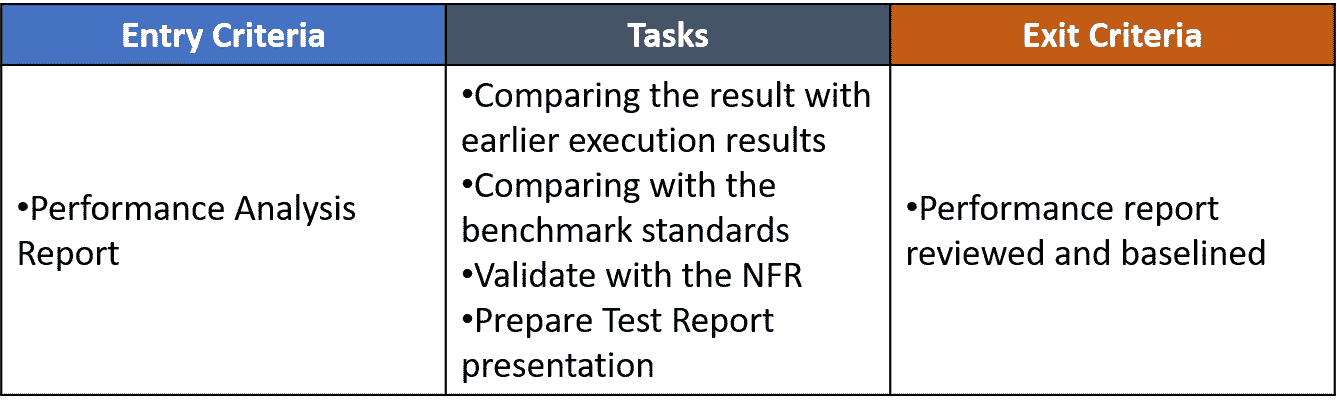 Entry Criteria
Tasks
Exit Criteria
•Performance Analysis
Report
•Comparing the result with
earlier execution results
•Comparing with the
benchmark standards
•Validate with the NFR
•Prepare Test Report
presentation
•Performance report
reviewed and baselined